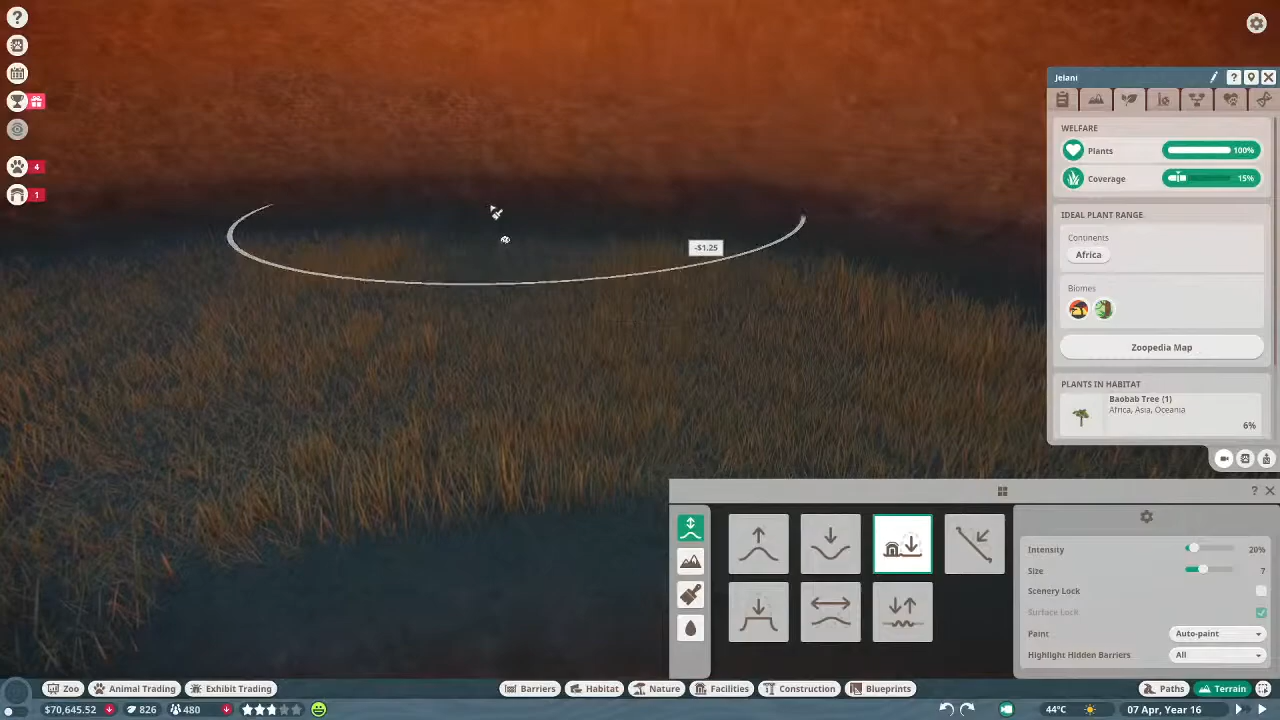 ?
4
1
-$1.25
Jelani
?
WELFARE
Plants 100%
Coverage 15%
IDEAL PLANT RANGE
Continents
Africa
Biomes
Zoopedia Map
PLANTS IN HABITAT
Baobab Tree (1)
Africa, Asia, Oceania
6%
?
Intensity 20%
Size 7
Scenery Lock
Surface Lock
Paint Auto-paint
Highlight Hidden Barriers All
Zoo Animal Trading Exhibit Trading Barriers Habitat Nature Facilities Construction Blueprints Paths Terrain
$70,645.52 826 480 44°C 07 Apr, Year 16